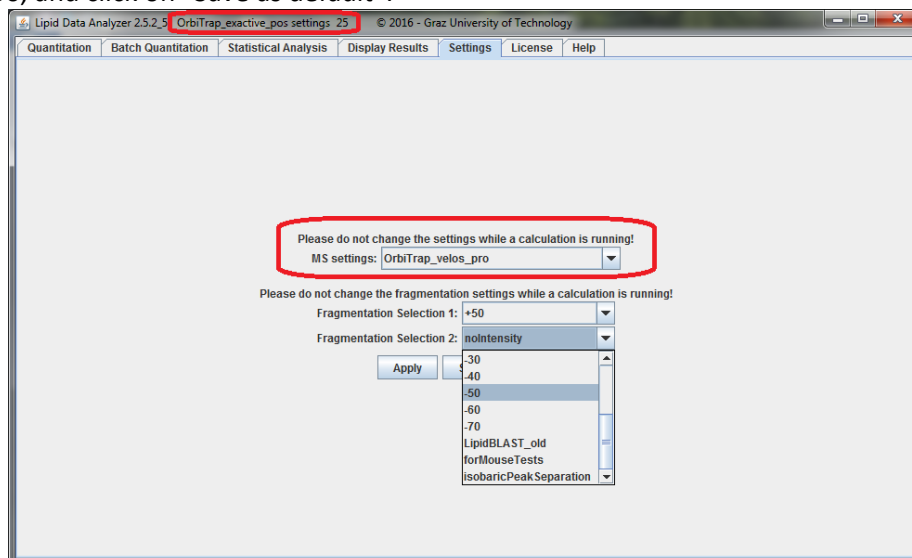 and click on "Save as default".
Lipid Data Analyzer 2.5.2_5 OrbiTrap_exactive_pos settings 25 © 2016 - Graz University of Technology
Quantitation Batch Quantitation Statistical Analysis Display Results Settings License Help
Please do not change the settings while a calculation is running!
MS settings: OrbiTrap_velos_pro
Please do not change the fragmentation settings while a calculation is running!
Fragmentation Selection 1: +50
Fragmentation Selection 2: noIntensity
Apply
-30
-40
-50
-60
-70
LipidBLAST_old
forMouseTests
isobaricPeakSeparation